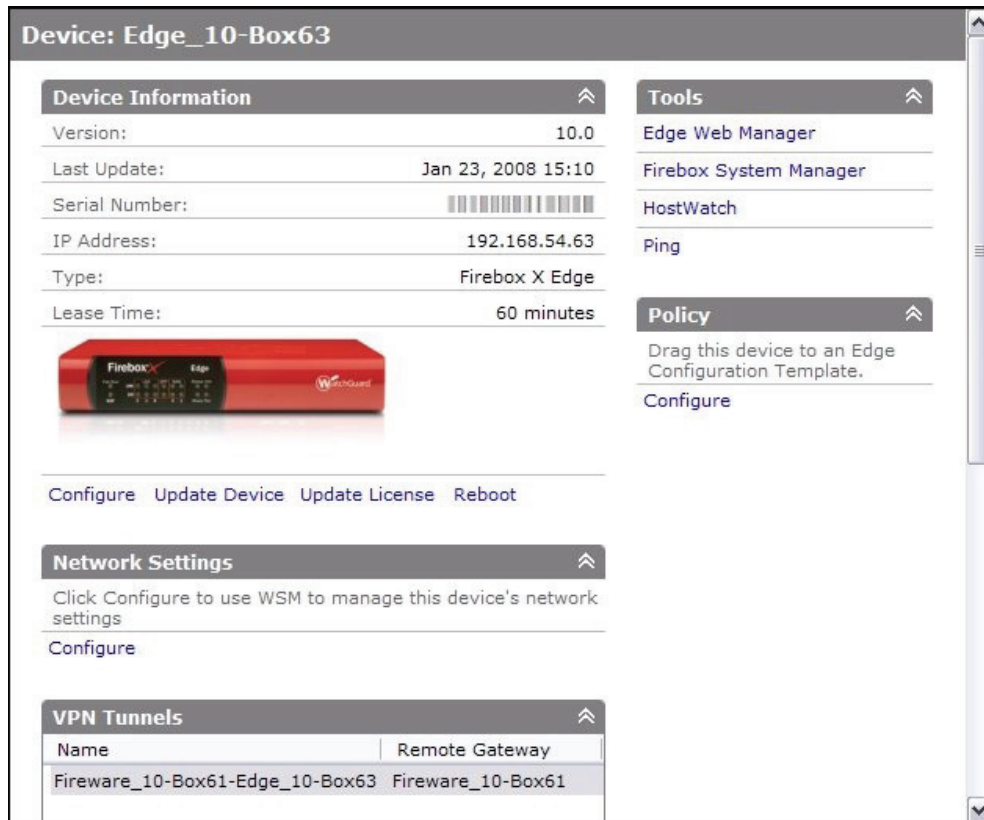 Device: Edge_10-Box63
Device Information
Version: 10.0
Last Update: Jan 23, 2008 15:10
Serial Number:
IP Address: 192.168.54.63
Type: Firebox X Edge
Lease Time: 60 minutes
Firebox X Edge
WatchGuard
Configure Update Device Update License Reboot
Network Settings
Click Configure to use WSM to manage this device's network
settings
Configure
VPN Tunnels
Name Remote Gateway
Fireware_10-Box61-Edge_10-Box63 Fireware_10-Box61
Tools
Edge Web Manager
Firebox System Manager
HostWatch
Ping
Policy
Drag this device to an Edge
Configuration Template.
Configure